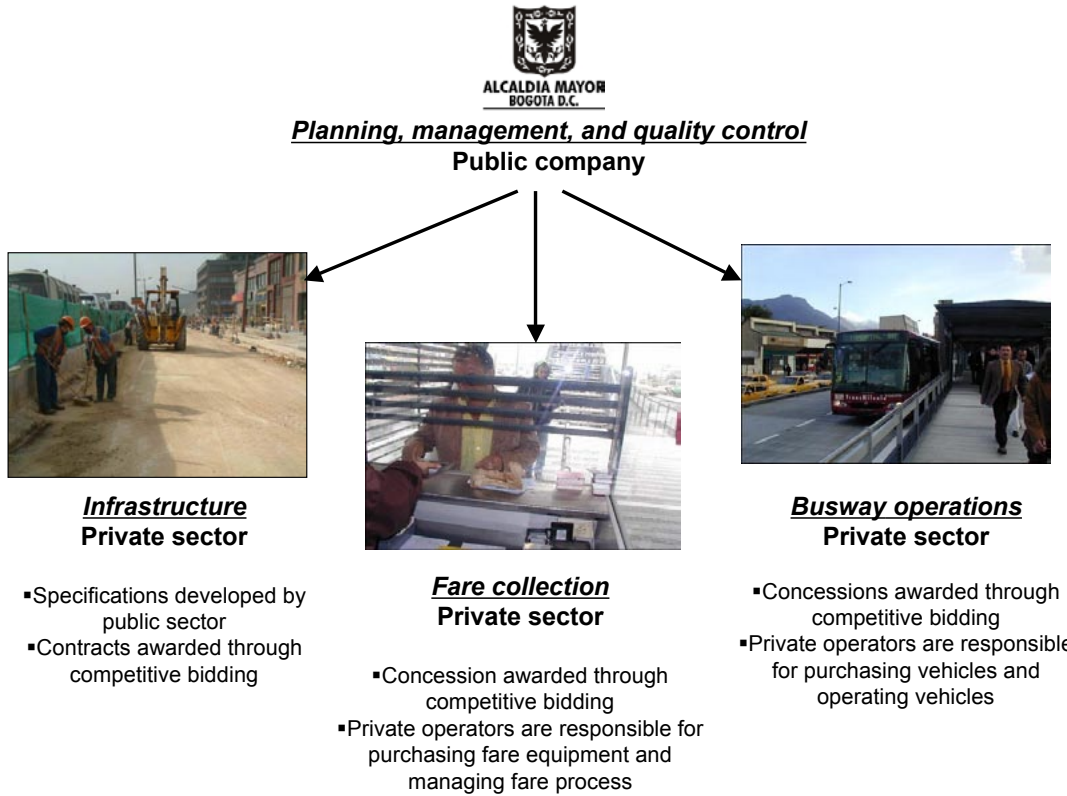 ALCALDIA MAYOR
BOGOTA D.C.
Planning, management, and quality control
Public company
Infrastructure
Private sector
▪Specifications developed by
public sector
▪Contracts awarded through
competitive bidding
Fare collection
Private sector
▪Concession awarded through
competitive bidding
▪Private operators are responsible for
purchasing fare equipment and
managing fare process
TransMilenio
Busway operations
Private sector
▪Concessions awarded through
competitive bidding
▪Private operators are responsible
for purchasing vehicles and
operating vehicles